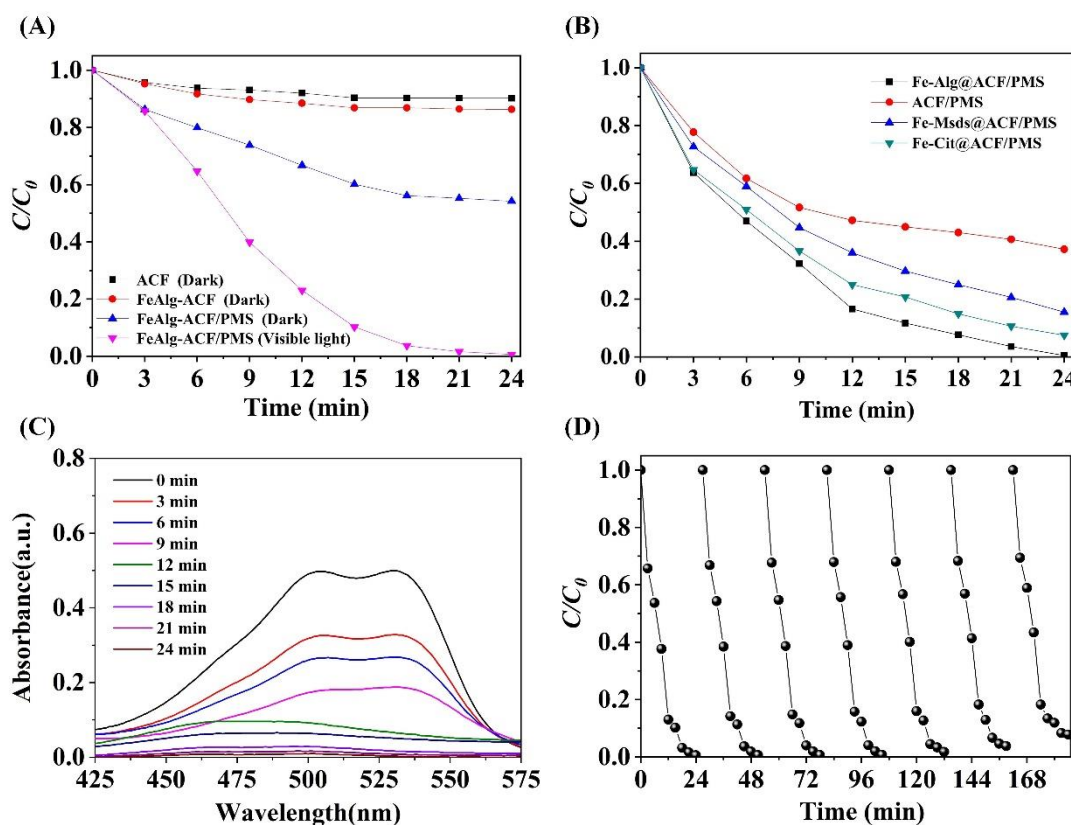 (A)
C/C0
1.0
0.8
0.6
0.4
0.2
0.0
ACF (Dark)
FeAlg-ACF (Dark)
FeAlg-ACF/PMS (Dark)
FeAlg-ACF/PMS (Visible light)
0 3 6 9 12 15 18 21 24
Time (min)
(B)
C/C0
1.0
0.8
0.6
0.4
0.2
0.0
Fe-Alg@ACF/PMS
ACF/PMS
Fe-Msds@ACF/PMS
Fe-Cit@ACF/PMS
0 3 6 9 12 15 18 21 24
Time (min)
(C)
Absorbance(a.u.)
0.8
0.6
0.4
0.2
0.0
0 min
3 min
6 min
9 min
12 min
15 min
18 min
21 min
24 min
425 450 475 500 525 550 575
Wavelength(nm)
(D)
C/C0
1.0
0.8
0.6
0.4
0.2
0.0
0 24 48 72 96 120 144 168
Time (min)